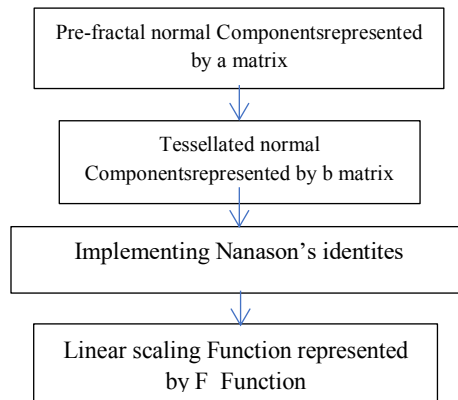 Pre-fractal normal Componentsrepresented
by a matrix
Tessellated normal
Componentsrepresented by b matrix
Implementing Nanason’s identites
Linear scaling Function represented
by F_Function